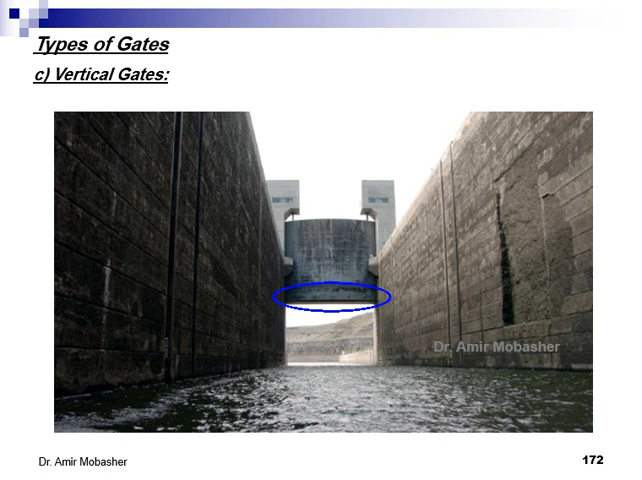 Types of Gates
c) Vertical Gates:
Dr. Amir Mobasher
Dr. Amir Mobasher
172